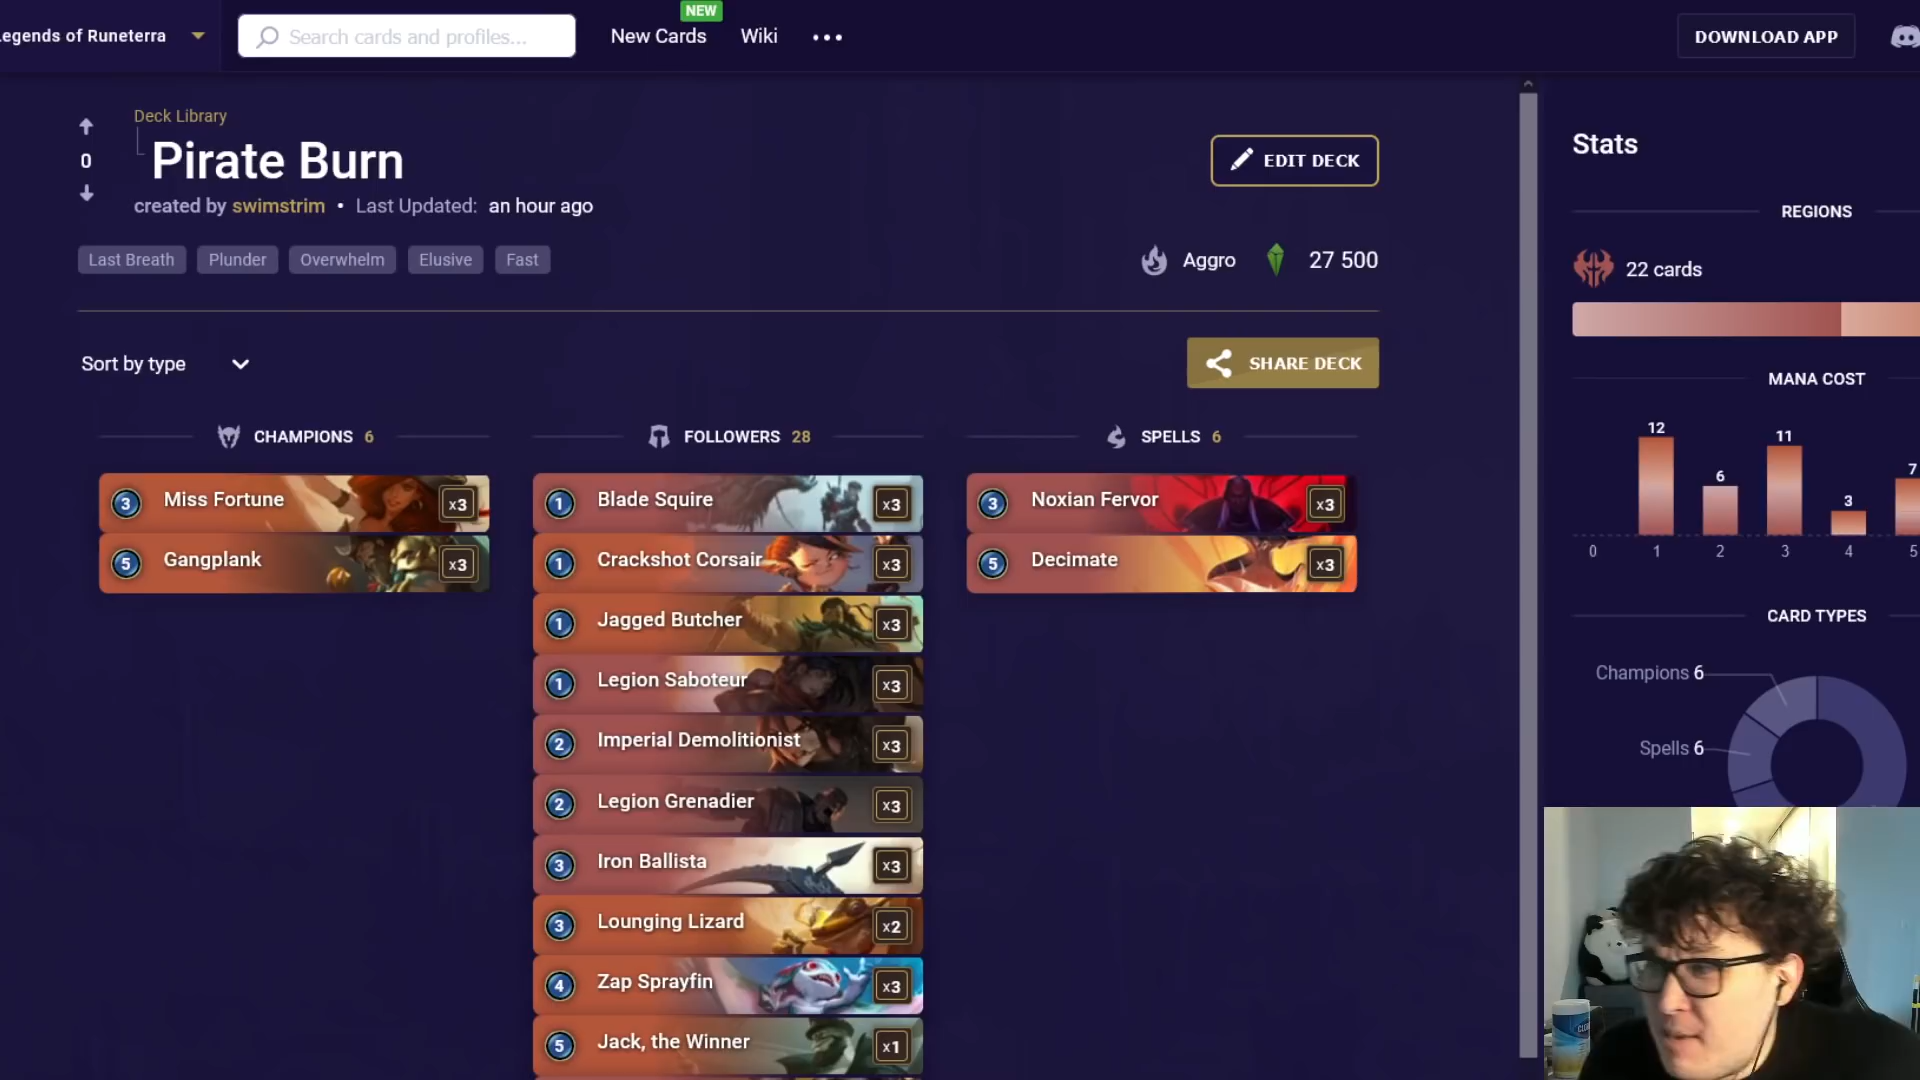 Legends of Runeterra
Search cards and profiles...
NEW
New Cards
Wiki
DOWNLOAD APP
Deck Library
0
Pirate Burn
EDIT DECK
created by swimstrim • Last Updated: an hour ago
Last Breath
Plunder
Overwhelm
Elusive
Fast
Aggro
27 500
Sort by type
SHARE DECK
CHAMPIONS 6
3 Miss Fortune x3
5 Gangplank x3
FOLLOWERS 28
1 Blade Squire x3
1 Crackshot Corsair x3
1 Jagged Butcher x3
1 Legion Saboteur x3
2 Imperial Demolitionist x3
2 Legion Grenadier x3
3 Iron Ballista x3
3 Lounging Lizard x2
4 Zap Sprayfin x3
5 Jack, the Winner x1
SPELLS 6
3 Noxian Fervor x3
5 Decimate x3
Stats
REGIONS
22 cards
MANA COST
12
6
11
3
7
0 1 2 3 4 5
CARD TYPES
Champions 6
Spells 6